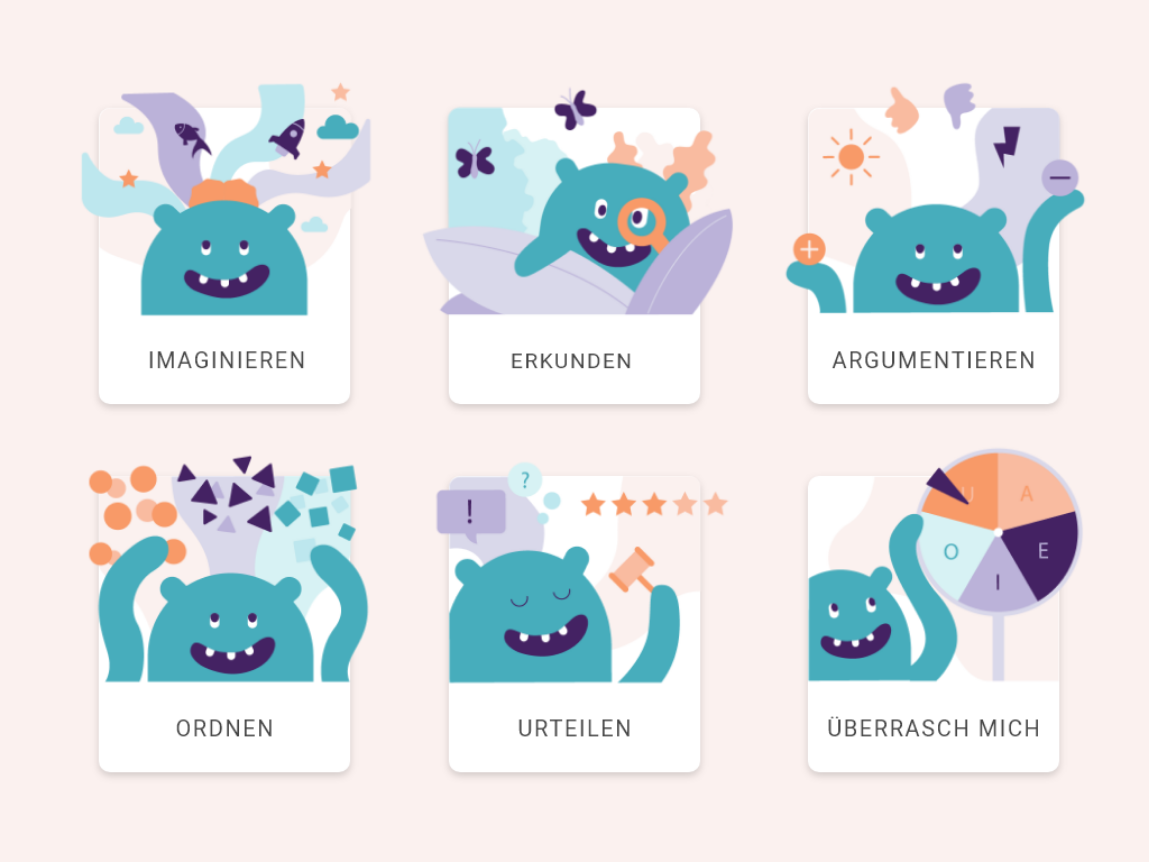 IMAGINIEREN
ERKUNDEN
ARGUMENTIEREN
?
!
U
A
O
E
I
ORDNEN
URTEILEN
ÜBERRASCH MICH